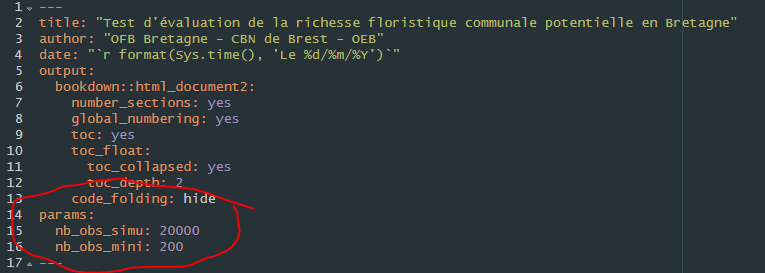 1 ---
2 title: "Test d'évaluation de la richesse floristique communale potentielle en Bretagne"
3 author: "OFB Bretagne - CBN de Brest - OEB"
4 date: "`r format(Sys.time(), 'Le %d/%m/%Y')`"
5 output:
6 bookdown::html_document2:
7 number_sections: yes
8 global_numbering: yes
9 toc: yes
10 toc_float:
11 toc_collapsed: yes
12 toc_depth: 2
13 code_folding: hide
14 params:
15 nb_obs_simu: 20000
16 nb_obs_mini: 200
17 ---